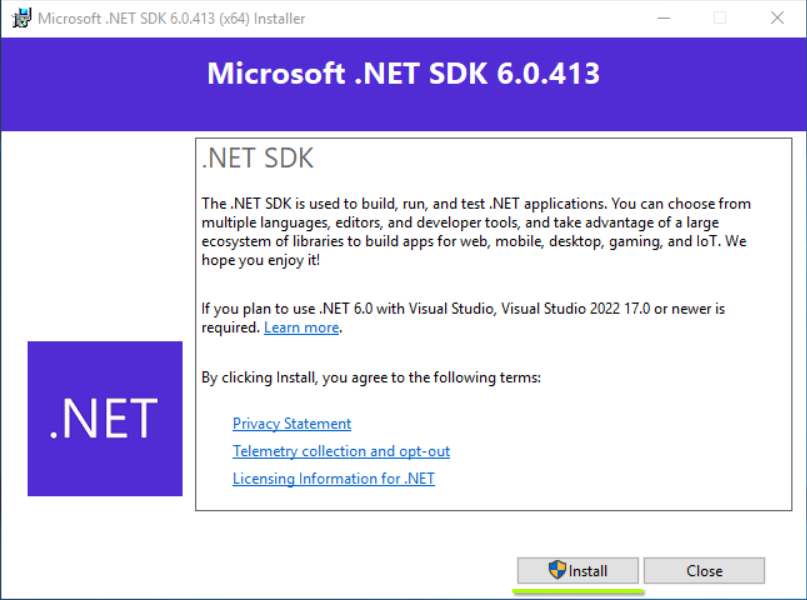 Microsoft .NET SDK 6.0.413 (x64) Installer
Microsoft .NET SDK 6.0.413
.NET SDK
The .NET SDK is used to build, run, and test .NET applications. You can choose from
multiple languages, editors, and developer tools, and take advantage of a large
ecosystem of libraries to build apps for web, mobile, desktop, gaming, and IoT. We
hope you enjoy it!
If you plan to use .NET 6.0 with Visual Studio, Visual Studio 2022 17.0 or newer is
required. Learn more.
By clicking Install, you agree to the following terms:
.NET
Privacy Statement
Telemetry collection and opt-out
Licensing Information for .NET
Install
Close